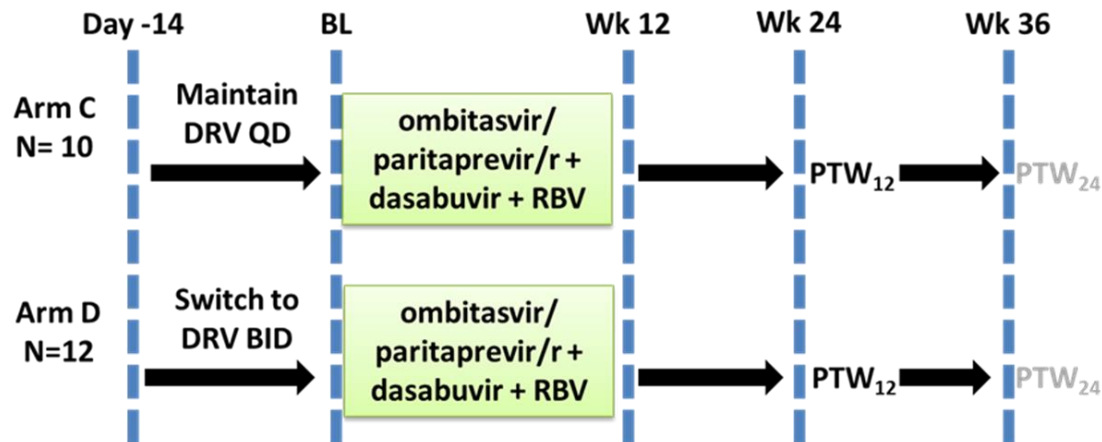 Day -14 BL Wk 12 Wk 24 Wk 36
Arm C
N= 10
Maintain
DRV QD
ombitasvir/
paritaprevir/r +
dasabuvir + RBV
PTW12
PTW24
Arm D
N=12
Switch to
DRV BID
ombitasvir/
paritaprevir/r +
dasabuvir + RBV
PTW12
PTW24